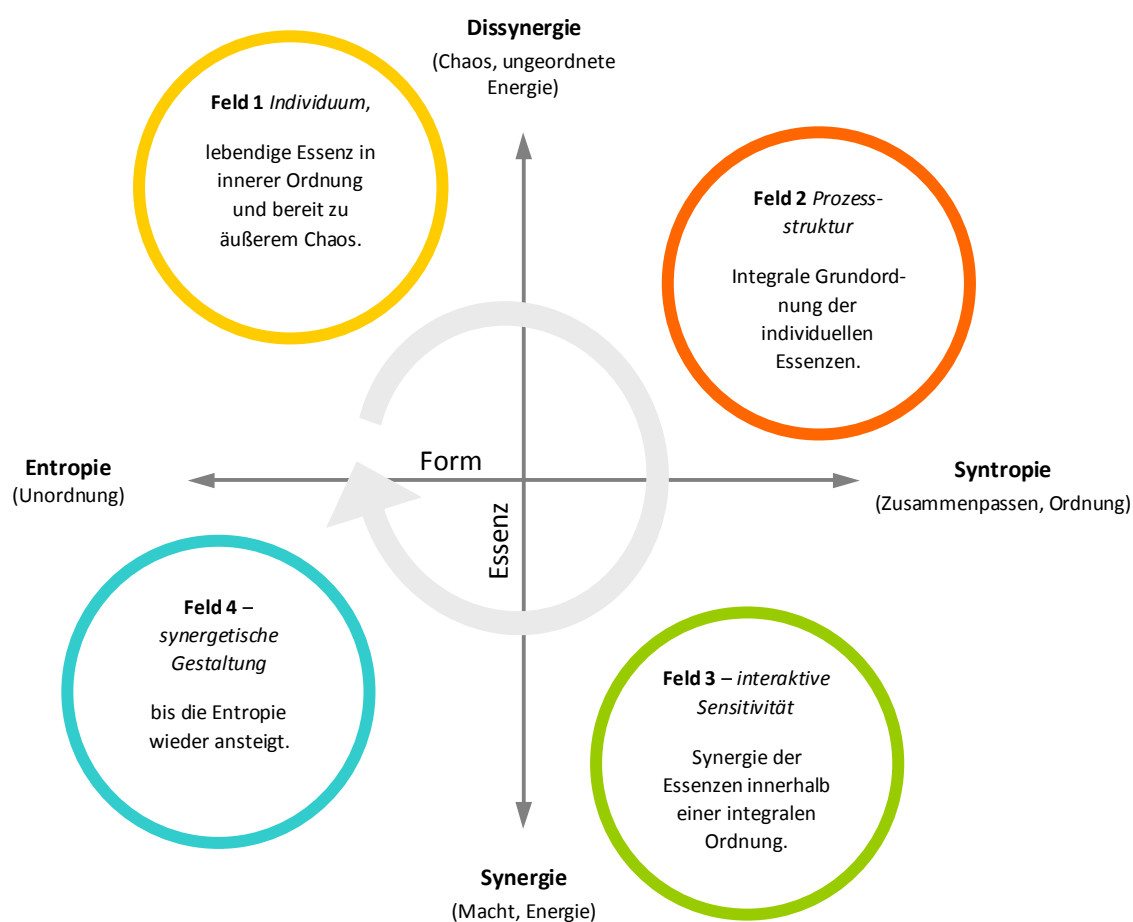 Dissynergie
(Chaos, ungeordnete
Energie)
Feld 1 Individuum,
lebendige Essenz in
innerer Ordnung
und bereit zu
äußerem Chaos.
Feld 2 Prozess-
struktur
Integrale Grundord-
nung der
individuellen
Essenzen.
Entropie
(Unordnung)
Form
Essenz
Syntropie
(Zusammenpassen, Ordnung)
Feld 4 –
synergetische
Gestaltung
bis die Entropie
wieder ansteigt.
Feld 3 – interaktive
Sensitivität
Synergie der
Essenzen innerhalb
einer integralen
Ordnung.
Synergie
(Macht, Energie)